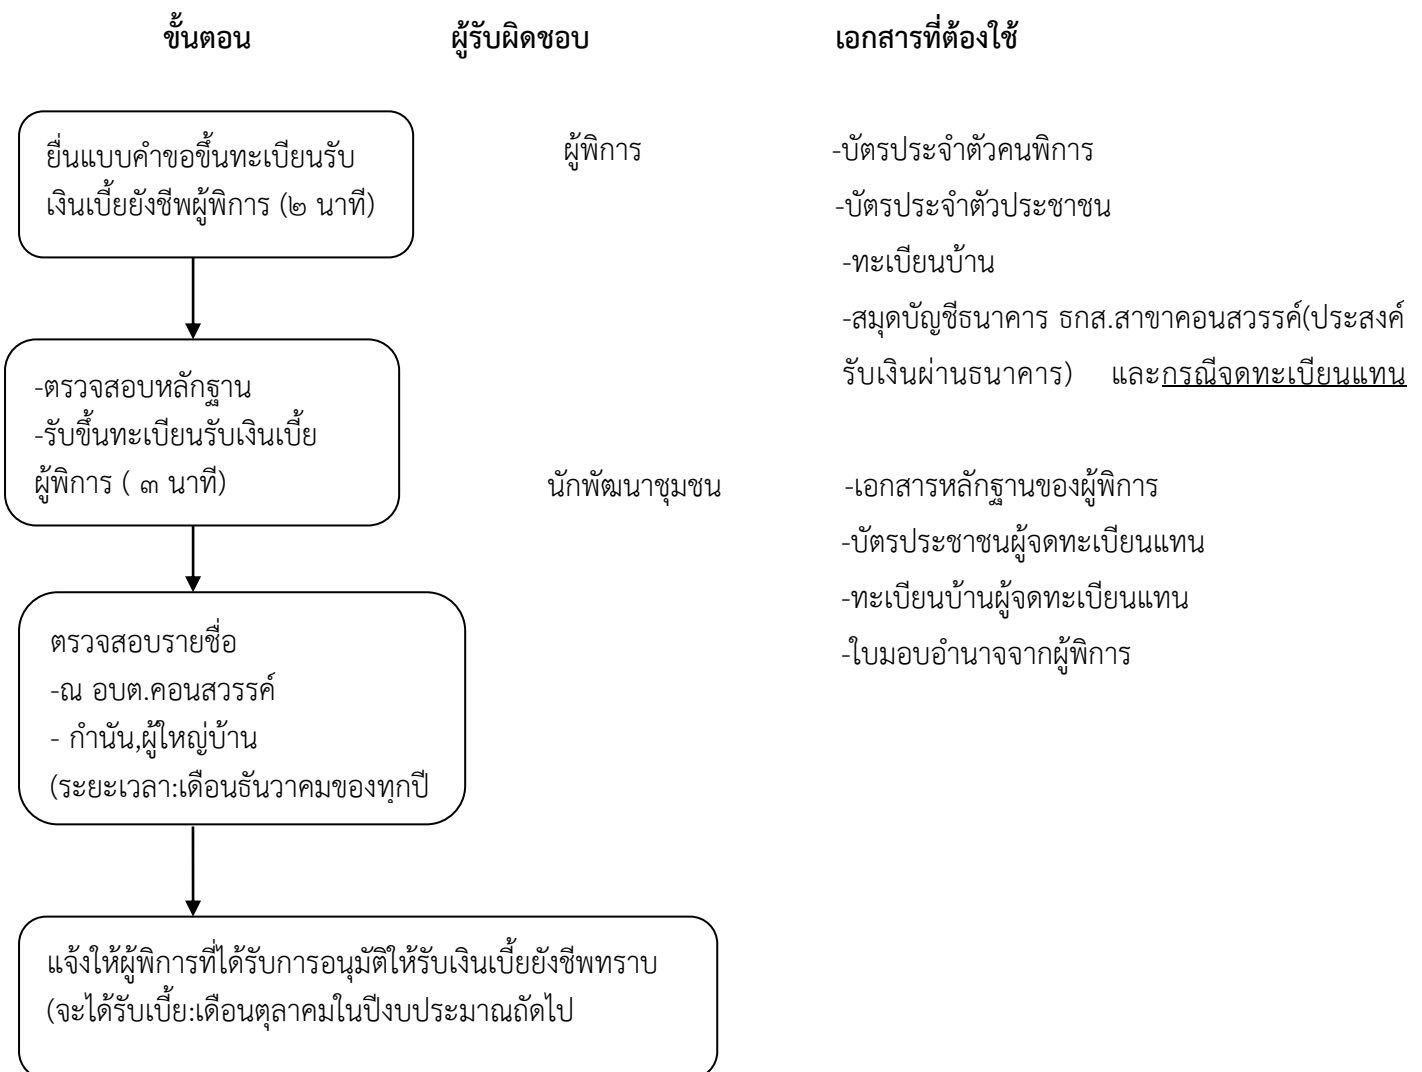 ขั้นตอน ผู้รับผิดชอบ เอกสารที่ต้องใช้
ยื่นแบบคำขอขึ้นทะเบียนรับ
เงินเบี้ยยังชีพผู้พิการ (๒ นาที)
ผู้พิการ
-บัตรประจำตัวคนพิการ
-บัตรประจำตัวประชาชน
-ทะเบียนบ้าน
-สมุดบัญชีธนาคาร ธกส.สาขาคอนสวรรค์(ประสงค์
รับเงินผ่านธนาคาร) และกรณีจดทะเบียนแทน
-ตรวจสอบหลักฐาน
-รับขึ้นทะเบียนรับเงินเบี้ย
ผู้พิการ ( ๓ นาที)
นักพัฒนาชุมชน
-เอกสารหลักฐานของผู้พิการ
-บัตรประชาชนผู้จดทะเบียนแทน
-ทะเบียนบ้านผู้จดทะเบียนแทน
-ใบมอบอำนาจจากผู้พิการ
ตรวจสอบรายชื่อ
-ณ อบต.คอนสวรรค์
- กำนัน,ผู้ใหญ่บ้าน
(ระยะเวลา:เดือนธันวาคมของทุกปี
แจ้งให้ผู้พิการที่ได้รับการอนุมัติให้รับเงินเบี้ยยังชีพทราบ
(จะได้รับเบี้ย:เดือนตุลาคมในปีงบประมาณถัดไป